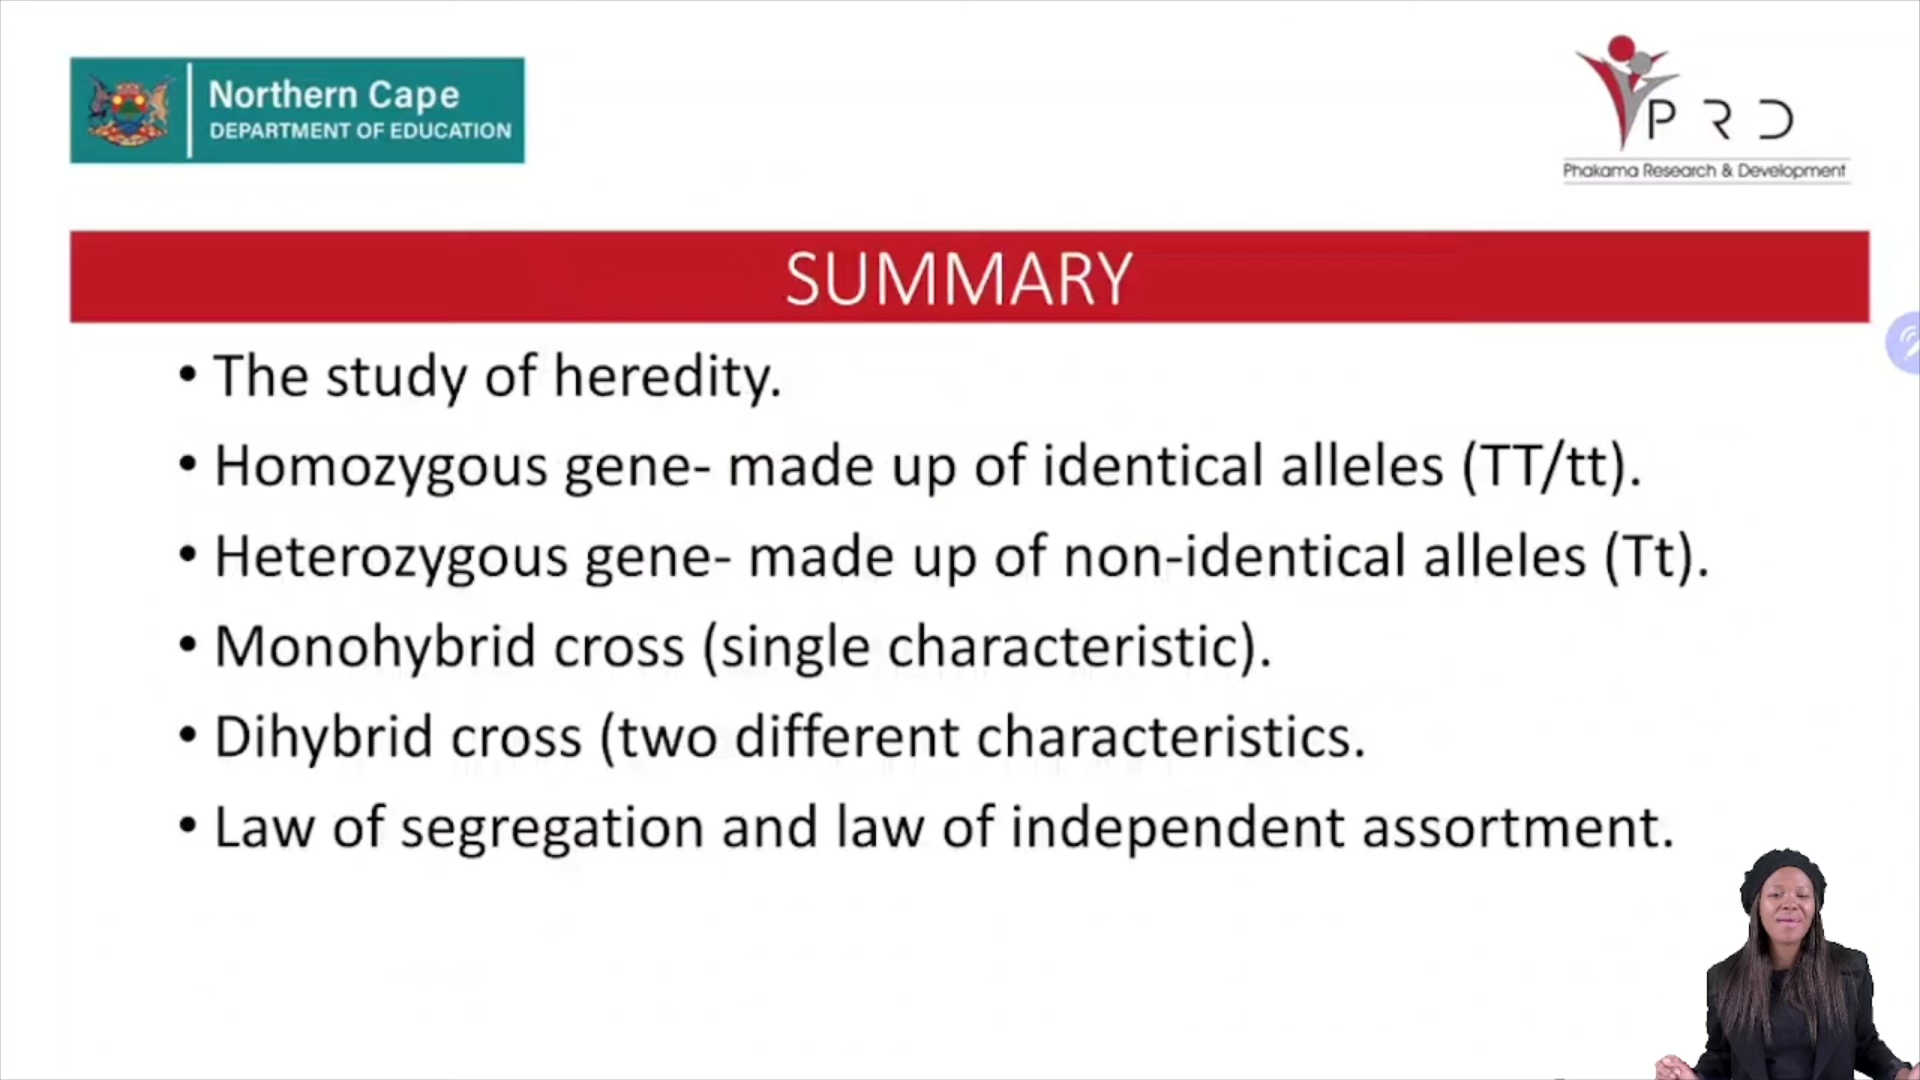 Northern Cape
DEPARTMENT OF EDUCATION
PRD
Phakama Research & Development
SUMMARY
• The study of heredity.
• Homozygous gene- made up of identical alleles (TT/tt).
• Heterozygous gene- made up of non-identical alleles (Tt).
• Monohybrid cross (single characteristic).
• Dihybrid cross (two different characteristics.
• Law of segregation and law of independent assortment.